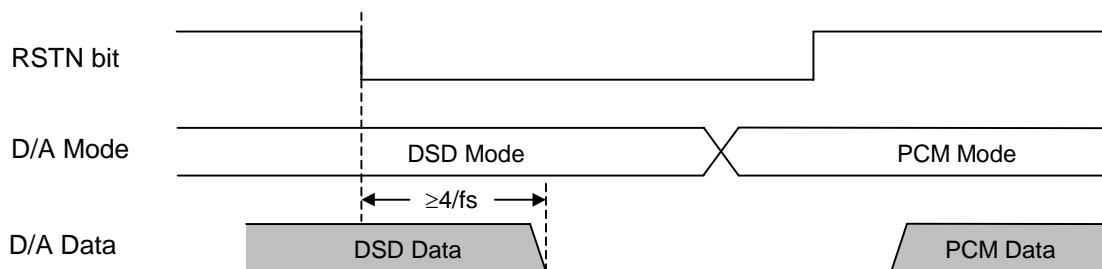 RSTN bit
D/A Mode
DSD Mode
PCM Mode
≥4/fs
D/A Data
DSD Data
PCM Data